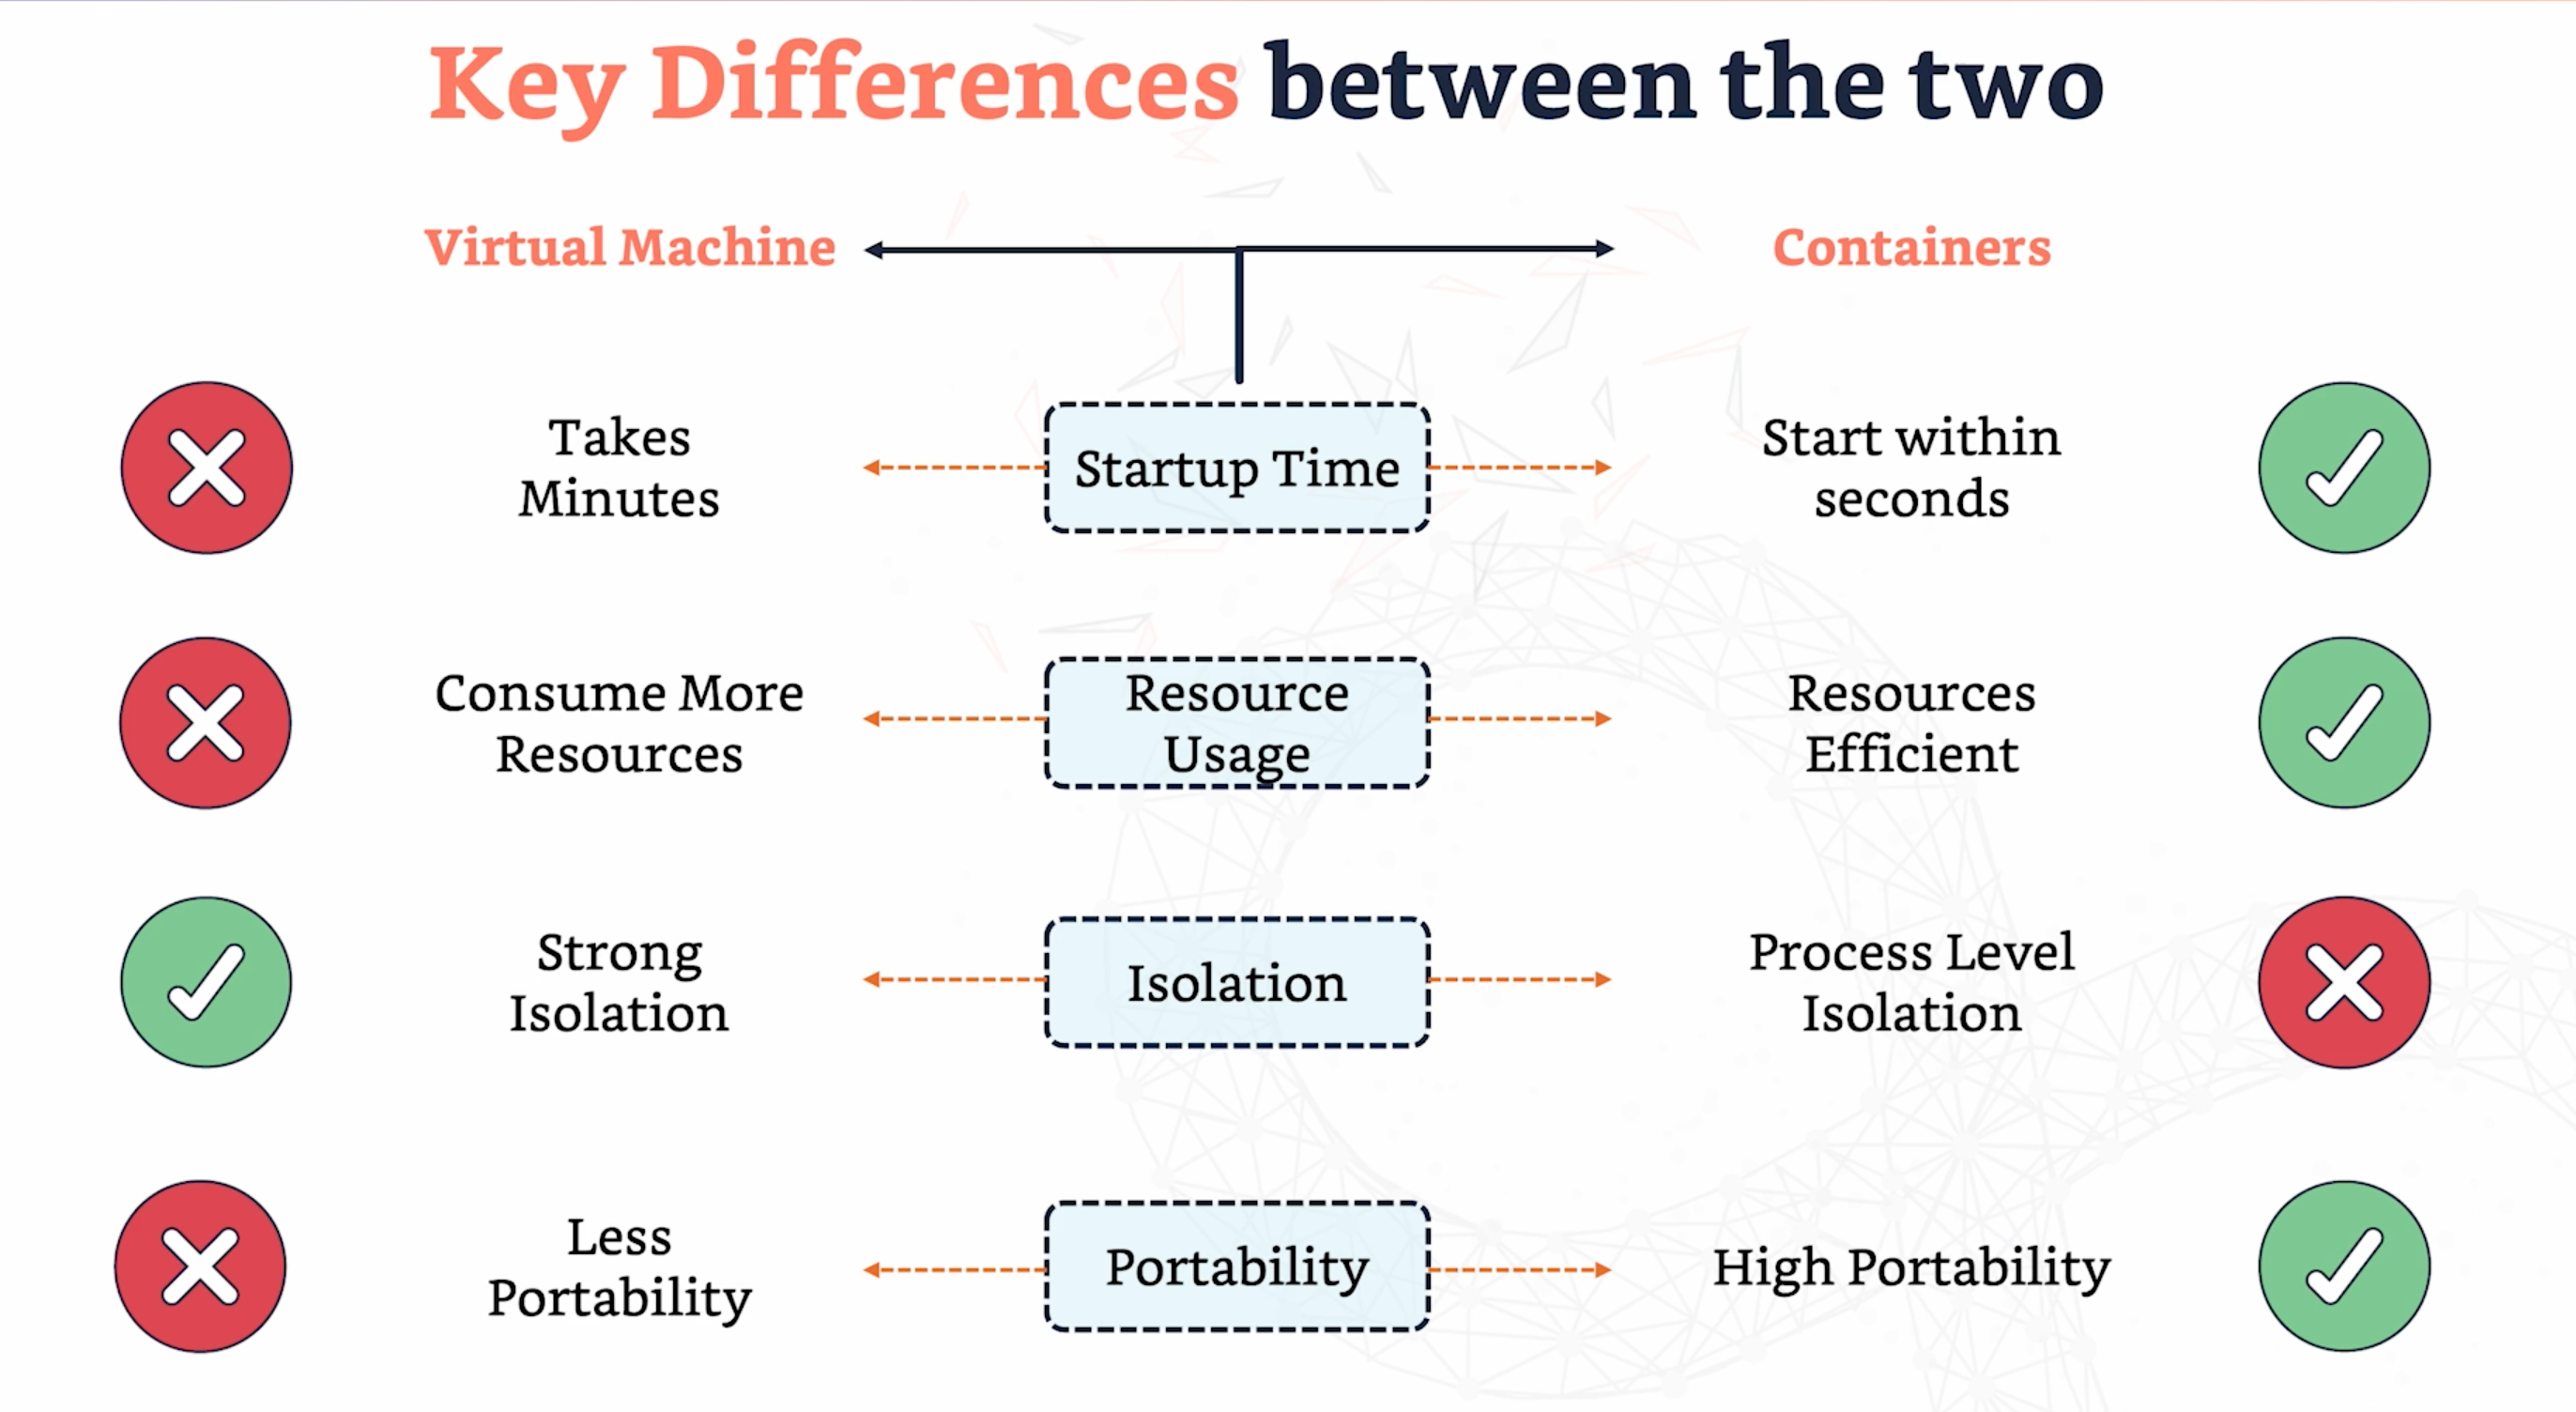 Key Differences between the two
Virtual Machine
Containers
Takes
Minutes
Startup Time
Start within
seconds
Consume More
Resources
Resource
Usage
Resources
Efficient
Strong
Isolation
Isolation
Process Level
Isolation
Less
Portability
Portability
High Portability